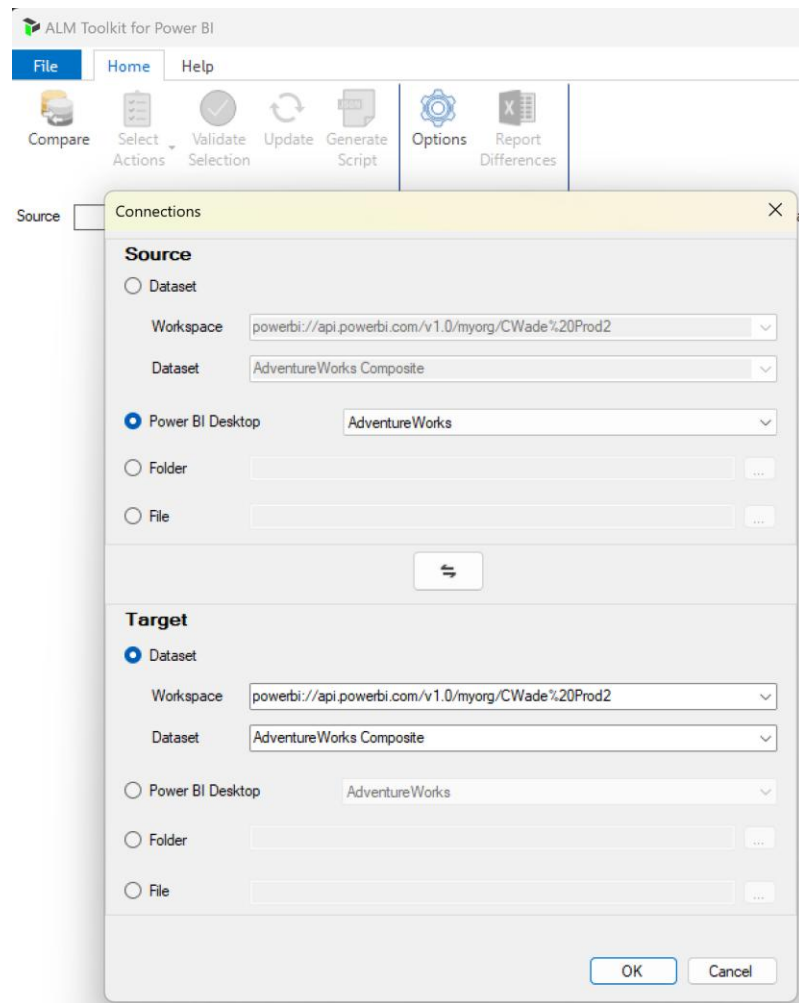 ALM Toolkit for Power BI
File Home Help
Compare Select Actions Validate Selection Update Generate Script Options Report Differences
Source
Connections
Source
Dataset
Workspace powerbi://api.powerbi.com/v1.0/myorg/CWade%20Prod2
Dataset AdventureWorks Composite
Power BI Desktop AdventureWorks
Folder ...
File ...
Target
Dataset
Workspace powerbi://api.powerbi.com/v1.0/myorg/CWade%20Prod2
Dataset AdventureWorks Composite
Power BI Desktop AdventureWorks
Folder ...
File ...
OK Cancel